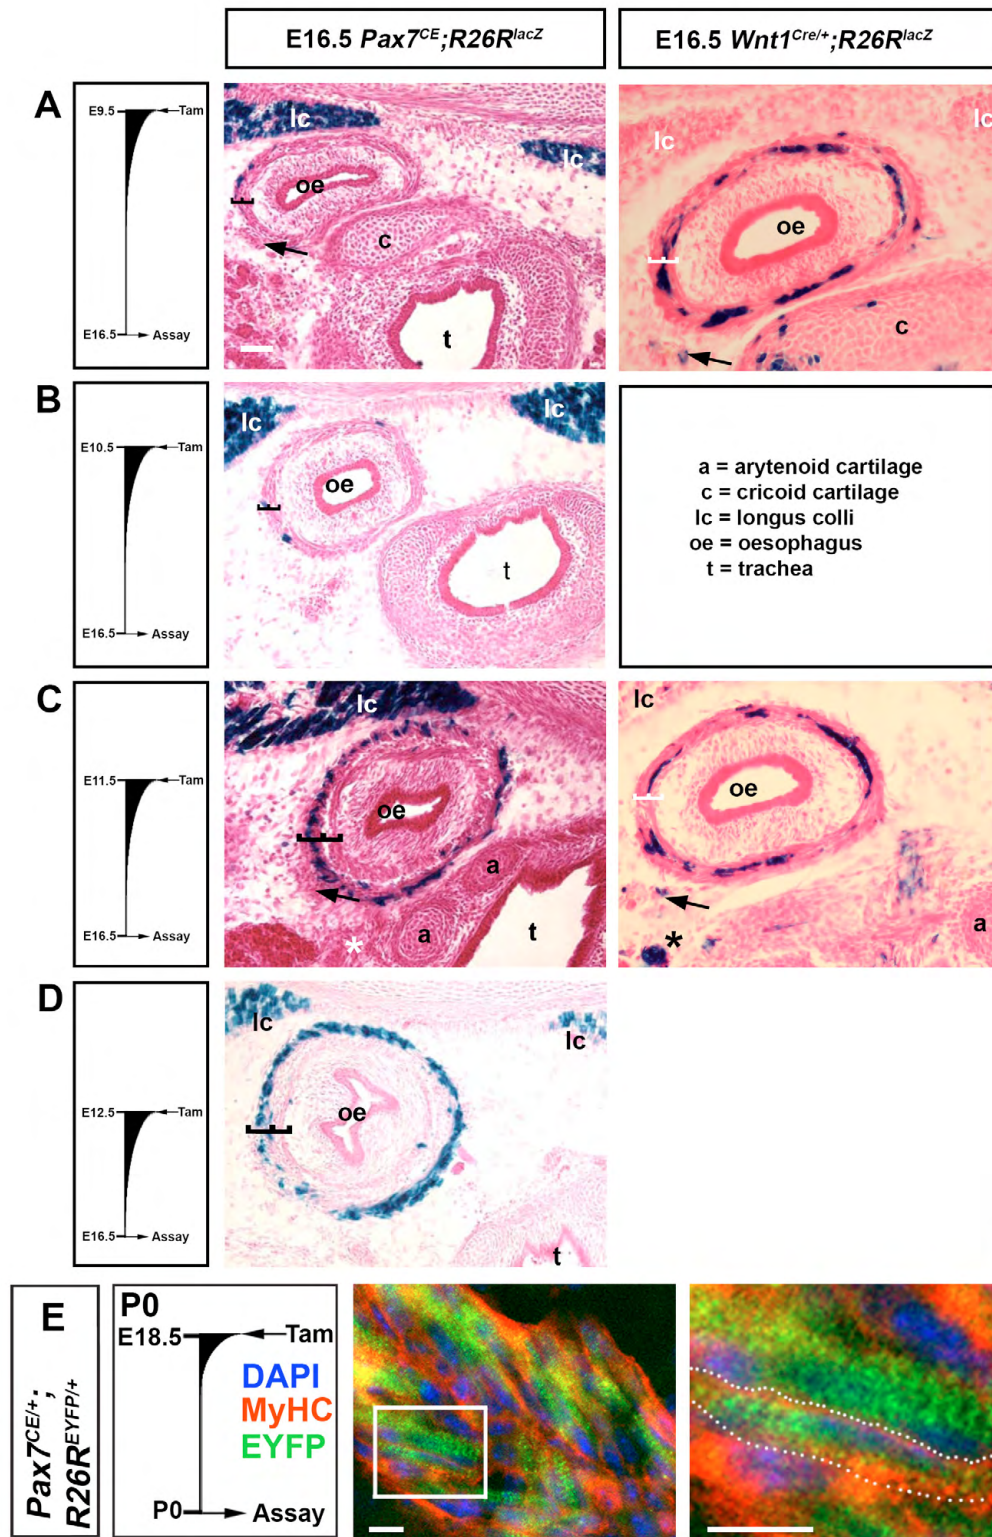 E16.5 Pax7CE;R26RlacZ
E16.5 Wnt1Cre/+;R26RlacZ
A
E9.5
Tam
E16.5
Assay
lc
lc
oe
c
t
lc
lc
oe
c
B
E10.5
Tam
E16.5
Assay
lc
lc
oe
t
a = arytenoid cartilage
c = cricoid cartilage
lc = longus colli
oe = oesophagus
t = trachea
C
E11.5
Tam
E16.5
Assay
lc
oe
a
a
t
*
lc
oe
a
*
D
E12.5
Tam
E16.5
Assay
lc
lc
oe
t
E
Pax7CE/+;
R26REYFP/+
P0
E18.5
Tam
DAPI
MyHC
EYFP
P0
Assay